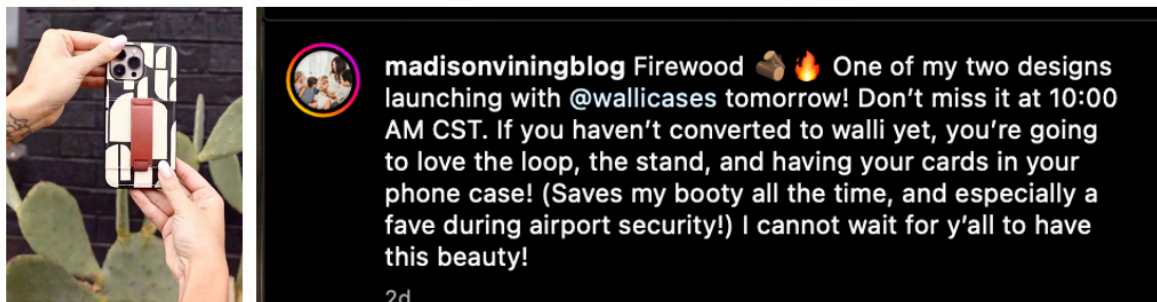 madisonviningblog Firewood 🪵🔥 One of my two designs
launching with @wallicases tomorrow! Don’t miss it at 10:00
AM CST. If you haven’t converted to walli yet, you’re going
to love the loop, the stand, and having your cards in your
phone case! (Saves my booty all the time, and especially a
fave during airport security!) I cannot wait for y’all to have
this beauty!
2d